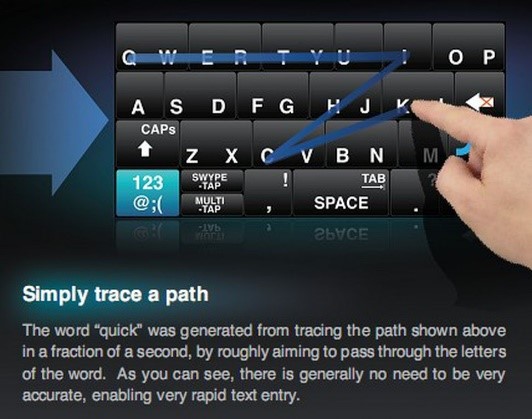 Q W E R T Y U I O P
A S D F G H J K L
CAPs
Z X C V B N M
123 SWYPE -TAP ! TAB ?
@;( MULTI -TAP , SPACE .
Simply trace a path
The word “quick” was generated from tracing the path shown above
in a fraction of a second, by roughly aiming to pass through the letters
of the word. As you can see, there is generally no need to be very
accurate, enabling very rapid text entry.